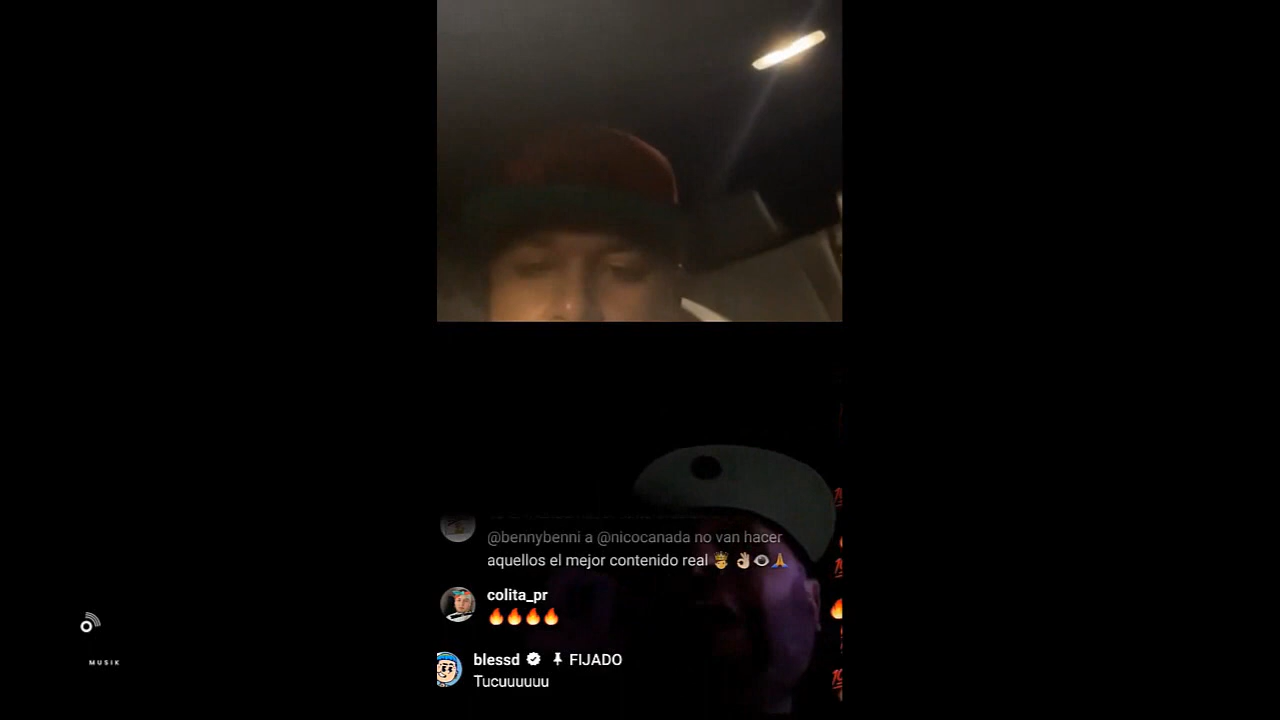 @bennybenni a @nicocanada no van hacer
aquellos el mejor contenido real 🤴👌🏼👁️🙏🏼
colita_pr
🔥🔥🔥🔥
blessd FIJADO
Tucuuuuuu
MUSIK